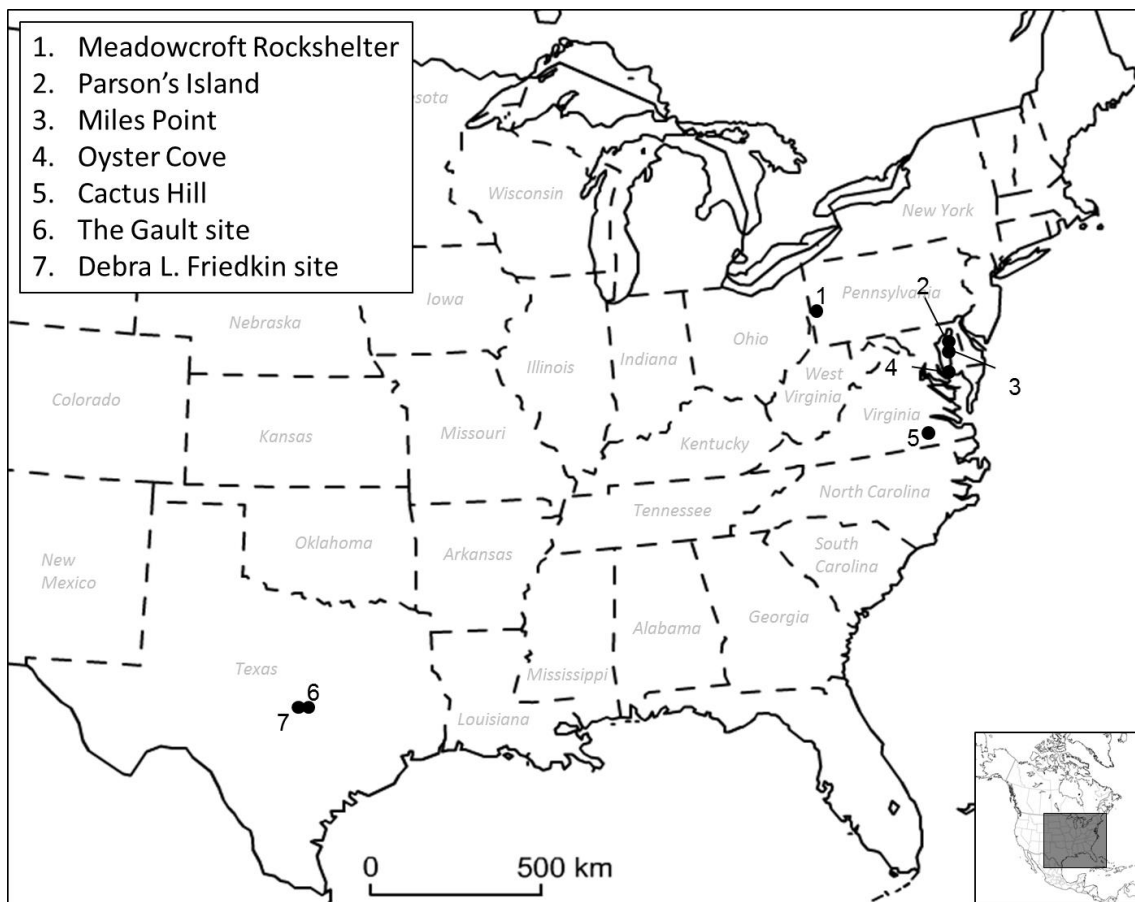 1. Meadowcroft Rockshelter
2. Parson's Island
3. Miles Point
4. Oyster Cove
5. Cactus Hill
6. The Gault site
7. Debra L. Friedkin site
esota
Wisconsin
New York
Iowa
Nebraska
Pennsylvania
2
1
Illinois
Indiana
Ohio
West
Virginia
4
3
Colorado
Kansas
Missouri
Kentucky
Virginia
5
North Carolina
Tennessee
Oklahoma
Arkansas
South
Carolina
New
Mexico
Georgia
Alabama
Mississippi
Texas
6
7
Louisiana
0
500 km